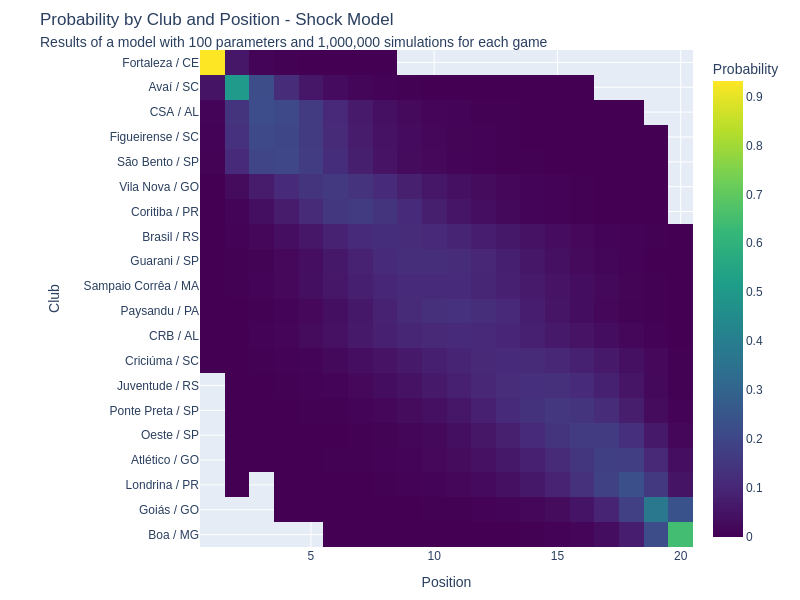 Probability by Club and Position - Shock Model
Results of a model with 100 parameters and 1,000,000 simulations for each game
Probability
Fortaleza / CE
Avaí / SC
CSA / AL
Figueirense / SC
São Bento / SP
Vila Nova / GO
Coritiba / PR
Brasil / RS
Guarani / SP
Sampaio Corrêa / MA
Paysandu / PA
CRB / AL
Criciúma / SC
Juventude / RS
Ponte Preta / SP
Oeste / SP
Atlético / GO
Londrina / PR
Goiás / GO
Boa / MG
Club
5
10
15
20
Position
0.9
0.8
0.7
0.6
0.5
0.4
0.3
0.2
0.1
0